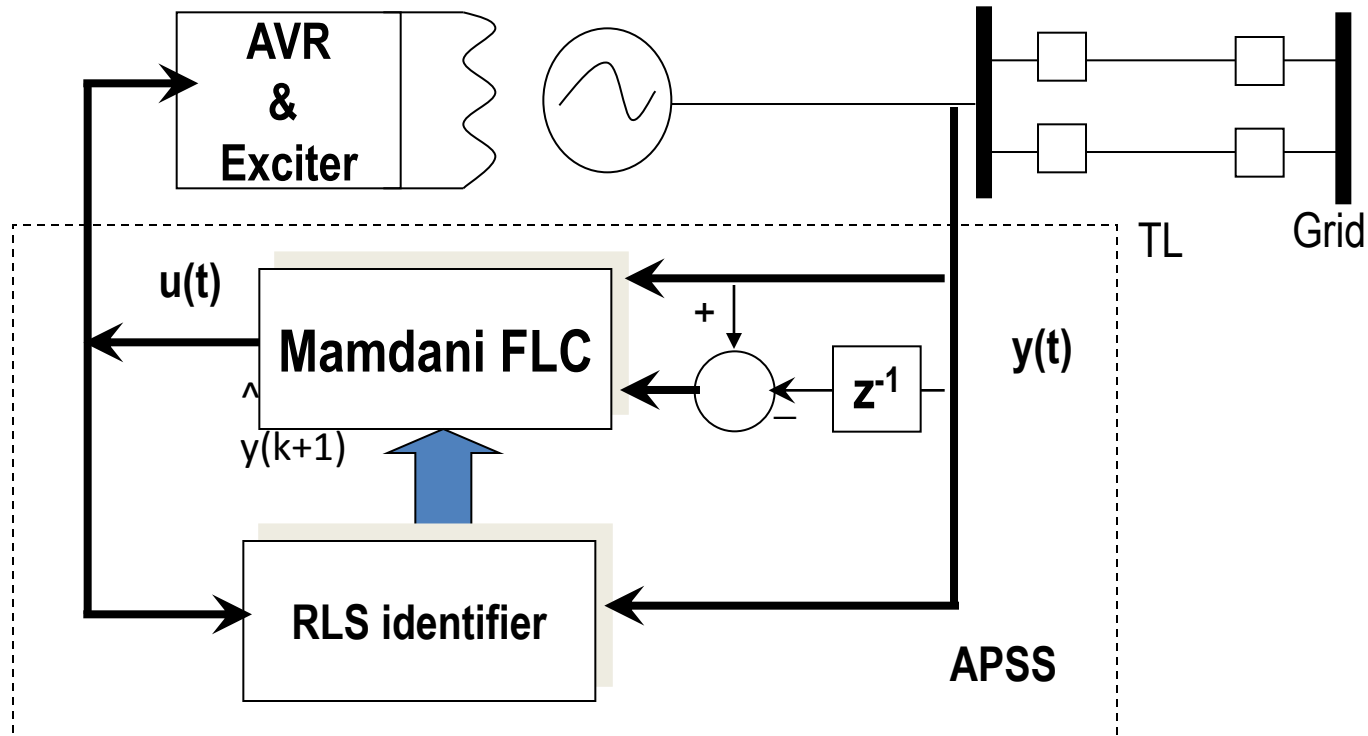 AVR
&
Exciter
TL
Grid
u(t)
Mamdani FLC
+
z-1
–
y(t)
^
y(k+1)
RLS identifier
APSS